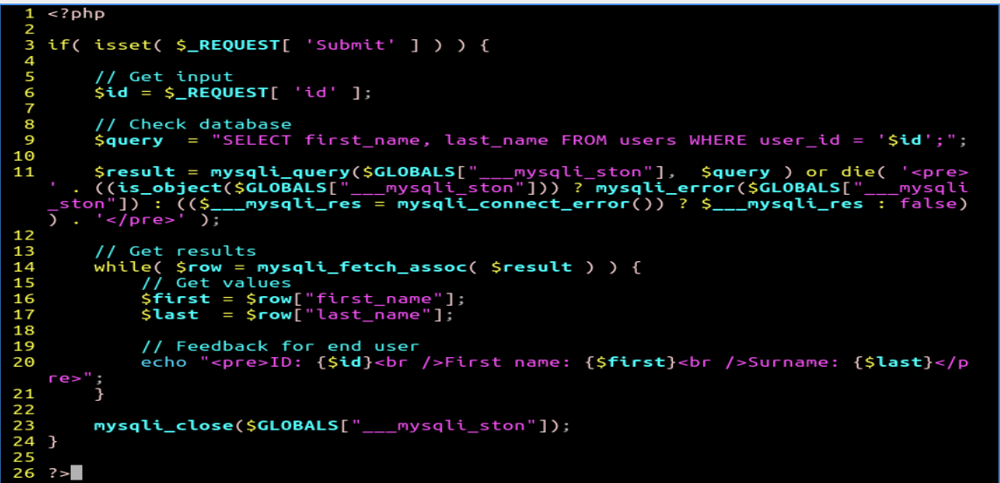 1 <?php
2
3 if( isset( $_REQUEST[ 'Submit' ] ) ) {
4
5     // Get input
6     $id = $_REQUEST[ 'id' ];
7
8     // Check database
9     $query  = "SELECT first_name, last_name FROM users WHERE user_id = '$id';";
10
11     $result = mysqli_query($GLOBALS["___mysqli_ston"],  $query ) or die( '<pre>
' . ((is_object($GLOBALS["___mysqli_ston"])) ? mysqli_error($GLOBALS["___mysqli
_ston"]) : (($___mysqli_res = mysqli_connect_error()) ? $___mysqli_res : false)
) . '</pre>' );
12
13     // Get results
14     while( $row = mysqli_fetch_assoc( $result ) ) {
15         // Get values
16         $first = $row["first_name"];
17         $last  = $row["last_name"];
18
19         // Feedback for end user
20         echo "<pre>ID: {$id}<br />First name: {$first}<br />Surname: {$last}</p
re>";
21     }
22
23     mysqli_close($GLOBALS["___mysqli_ston"]);
24 }
25
26 ?>